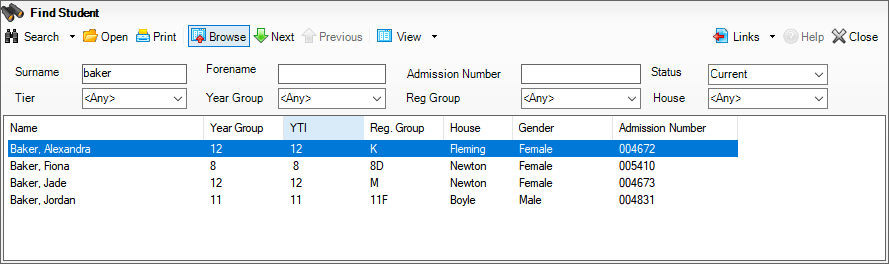 Find Student
Search Open Print Browse Next Previous View Links Help Close
Surname baker Forename Admission Number Status Current
Tier <Any> Year Group <Any> Reg Group <Any> House <Any>
Name Year Group YTI Reg. Group House Gender Admission Number
Baker, Alexandra 12 12 K Fleming Female 004672
Baker, Fiona 8 8 8D Newton Female 005410
Baker, Jade 12 12 M Newton Female 004673
Baker, Jordan 11 11 11F Boyle Male 004831